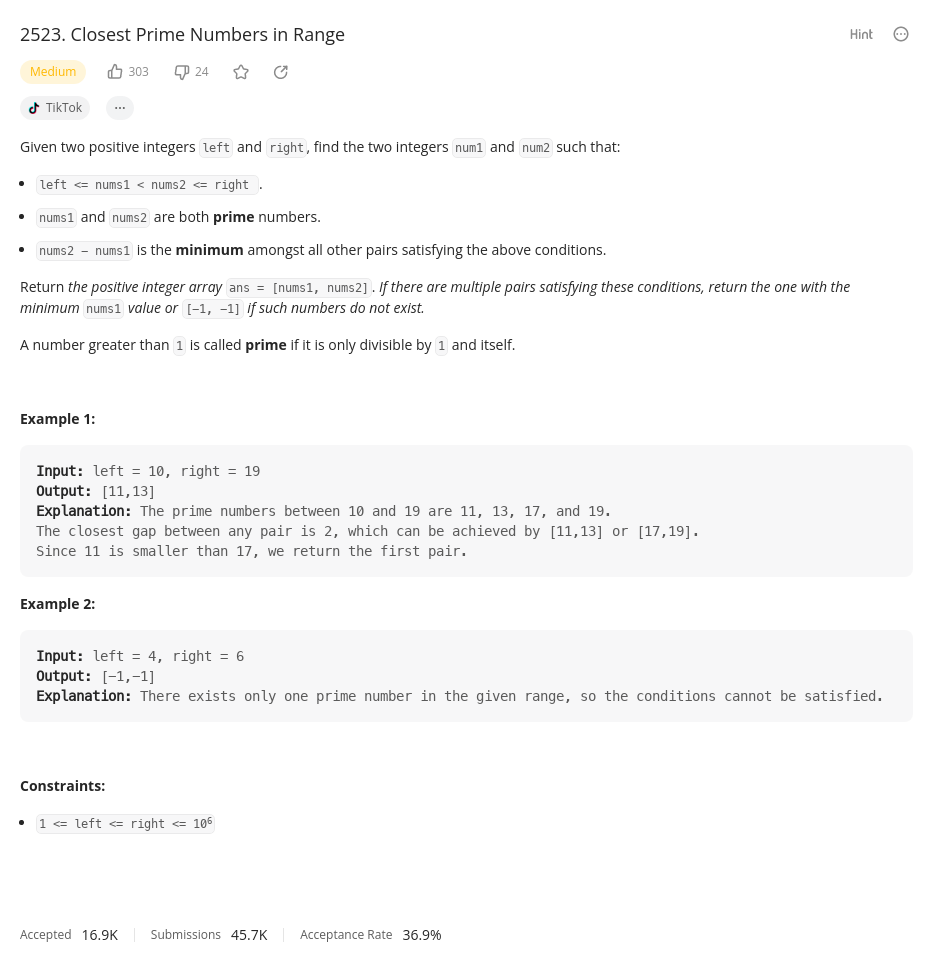 2523. Closest Prime Numbers in Range
Hint
Medium 303 24
TikTok ...
Given two positive integers left and right, find the two integers num1 and num2 such that:
• left <= nums1 < nums2 <= right .
• nums1 and nums2 are both prime numbers.
• nums2 - nums1 is the minimum amongst all other pairs satisfying the above conditions.
Return the positive integer array ans = [nums1, nums2]. If there are multiple pairs satisfying these conditions, return the one with the
minimum nums1 value or [-1, -1] if such numbers do not exist.
A number greater than 1 is called prime if it is only divisible by 1 and itself.
Example 1:
Input: left = 10, right = 19
Output: [11,13]
Explanation: The prime numbers between 10 and 19 are 11, 13, 17, and 19.
The closest gap between any pair is 2, which can be achieved by [11,13] or [17,19].
Since 11 is smaller than 17, we return the first pair.
Example 2:
Input: left = 4, right = 6
Output: [-1,-1]
Explanation: There exists only one prime number in the given range, so the conditions cannot be satisfied.
Constraints:
• 1 <= left <= right <= 10⁶
Accepted 16.9K Submissions 45.7K Acceptance Rate 36.9%